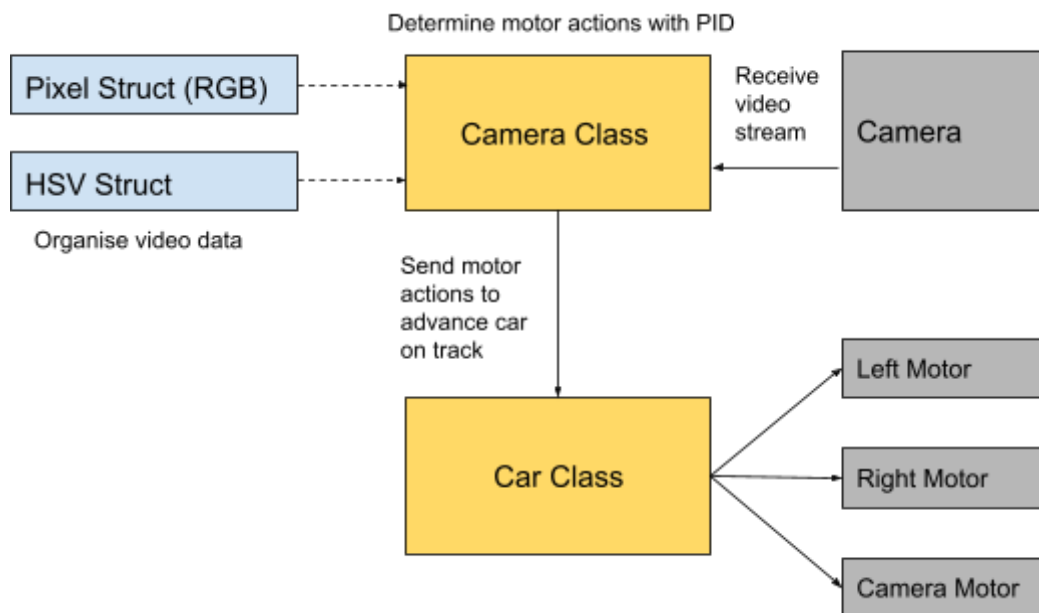 Determine motor actions with PID
Pixel Struct (RGB)
Camera Class
Receive
video
stream
Camera
HSV Struct
Organise video data
Send motor
actions to
advance car
on track
Left Motor
Car Class
Right Motor
Camera Motor